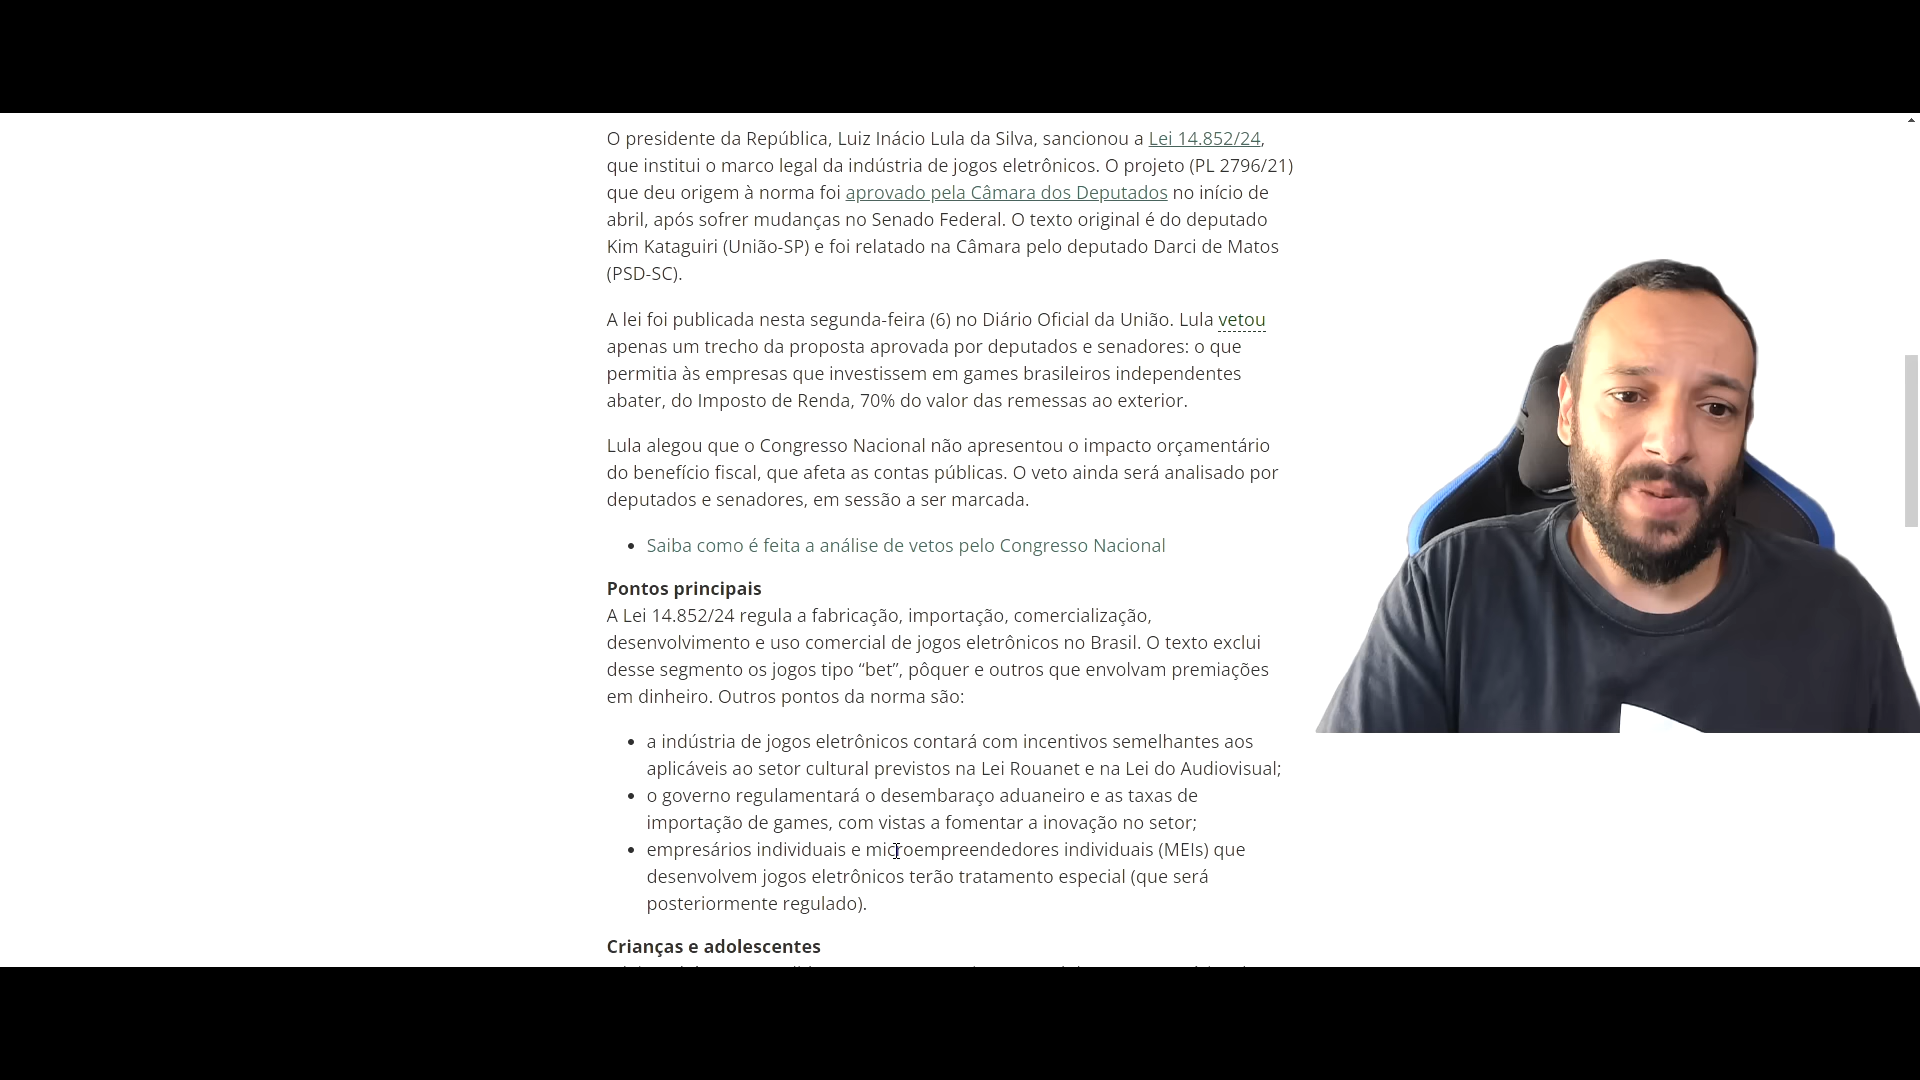 O presidente da República, Luiz Inácio Lula da Silva, sancionou a Lei 14.852/24,
que institui o marco legal da indústria de jogos eletrônicos. O projeto (PL 2796/21)
que deu origem à norma foi aprovado pela Câmara dos Deputados no início de
abril, após sofrer mudanças no Senado Federal. O texto original é do deputado
Kim Kataguiri (União-SP) e foi relatado na Câmara pelo deputado Darci de Matos
(PSD-SC).
A lei foi publicada nesta segunda-feira (6) no Diário Oficial da União. Lula vetou
apenas um trecho da proposta aprovada por deputados e senadores: o que
permitia às empresas que investissem em games brasileiros independentes
abater, do Imposto de Renda, 70% do valor das remessas ao exterior.
Lula alegou que o Congresso Nacional não apresentou o impacto orçamentário
do benefício fiscal, que afeta as contas públicas. O veto ainda será analisado por
deputados e senadores, em sessão a ser marcada.
• Saiba como é feita a análise de vetos pelo Congresso Nacional
Pontos principais
A Lei 14.852/24 regula a fabricação, importação, comercialização,
desenvolvimento e uso comercial de jogos eletrônicos no Brasil. O texto exclui
desse segmento os jogos tipo “bet”, pôquer e outros que envolvam premiações
em dinheiro. Outros pontos da norma são:
• a indústria de jogos eletrônicos contará com incentivos semelhantes aos
aplicáveis ao setor cultural previstos na Lei Rouanet e na Lei do Audiovisual;
• o governo regulamentará o desembaraço aduaneiro e as taxas de
importação de games, com vistas a fomentar a inovação no setor;
• empresários individuais e microempreendedores individuais (MEIs) que
desenvolvem jogos eletrônicos terão tratamento especial (que será
posteriormente regulado).
Crianças e adolescentes